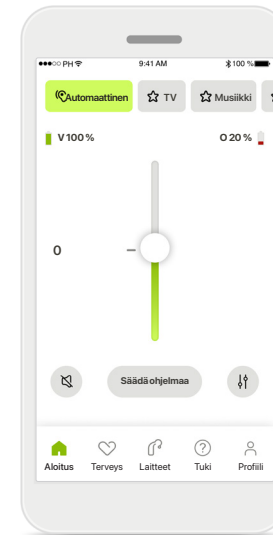 PH 9:41 AM 100 %
Automaattinen TV Musiikki
V 100 % O 20 %
0
Säädä ohjelmaa
Aloitus Terveys Laitteet Tuki Profiili